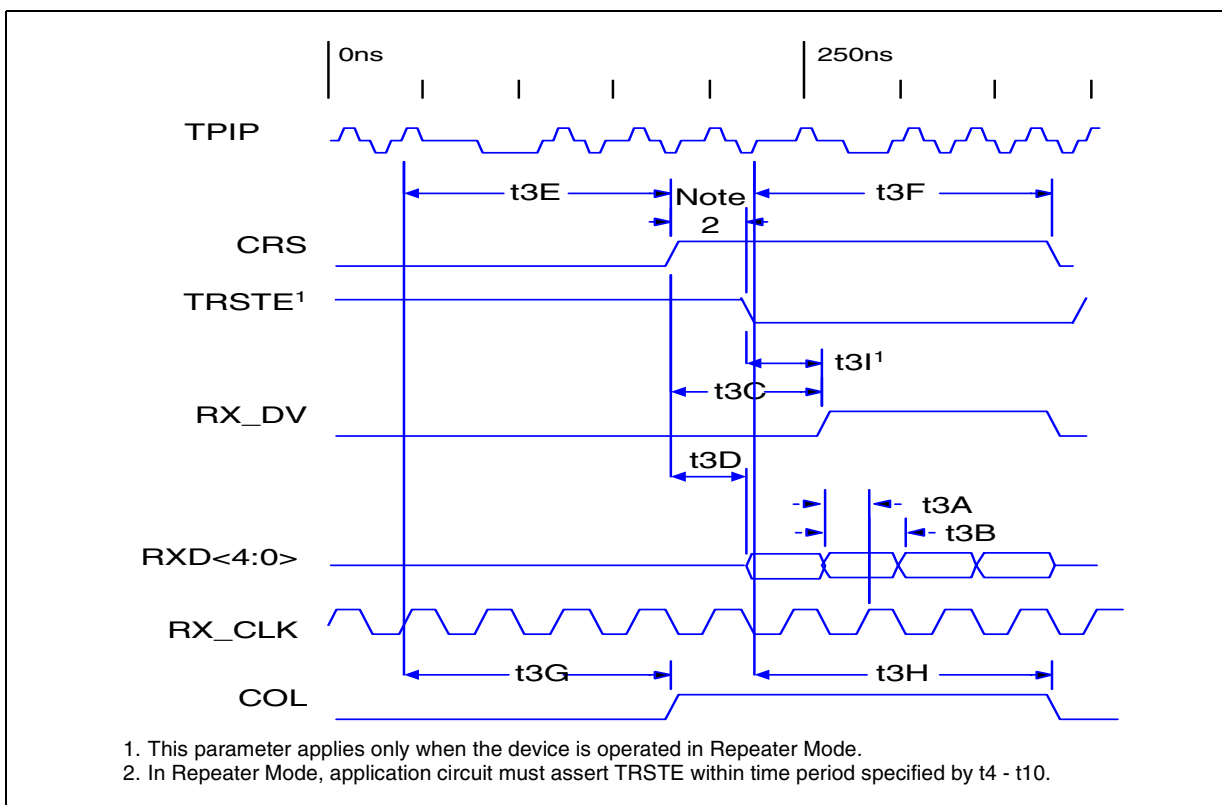 0ns 250ns
TPIP
t3E Note 2 t3F
CRS
TRSTE¹
t3I¹
t3C
RX_DV
t3D
t3A
t3B
RXD<4:0>
RX_CLK
t3G t3H
COL
1. This parameter applies only when the device is operated in Repeater Mode.
2. In Repeater Mode, application circuit must assert TRSTE within time period specified by t4 - t10.